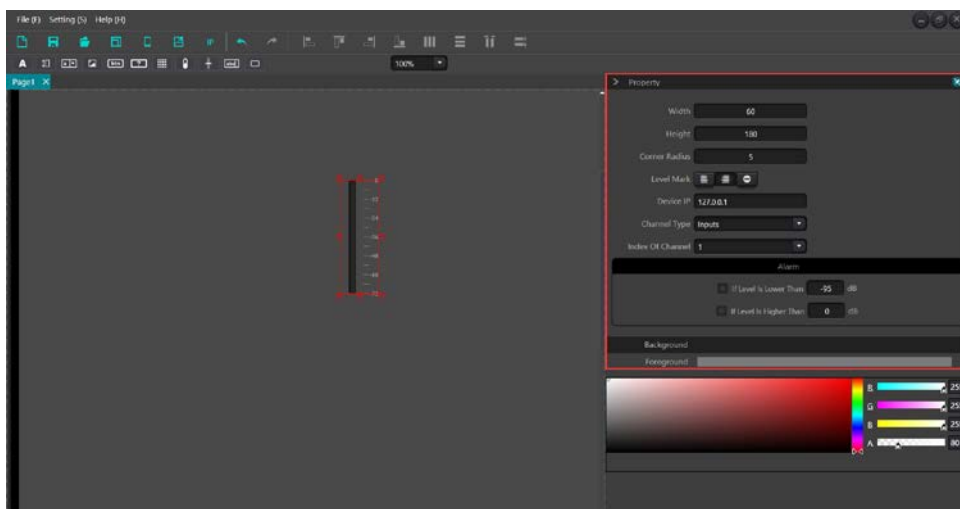 File (F) Setting (S) Help (H)
IP
A
100%
Page1 X
Property
Width 60
Height 180
Corner Radius 5
Level Mark
Device IP 127.0.0.1
Channel Type Inputs
Index Of Channel 1
Alarm
If Level Is Lower Than -95 dB
If Level Is Higher Than 0 dB
Background
Foreground
R
G
B
A 80